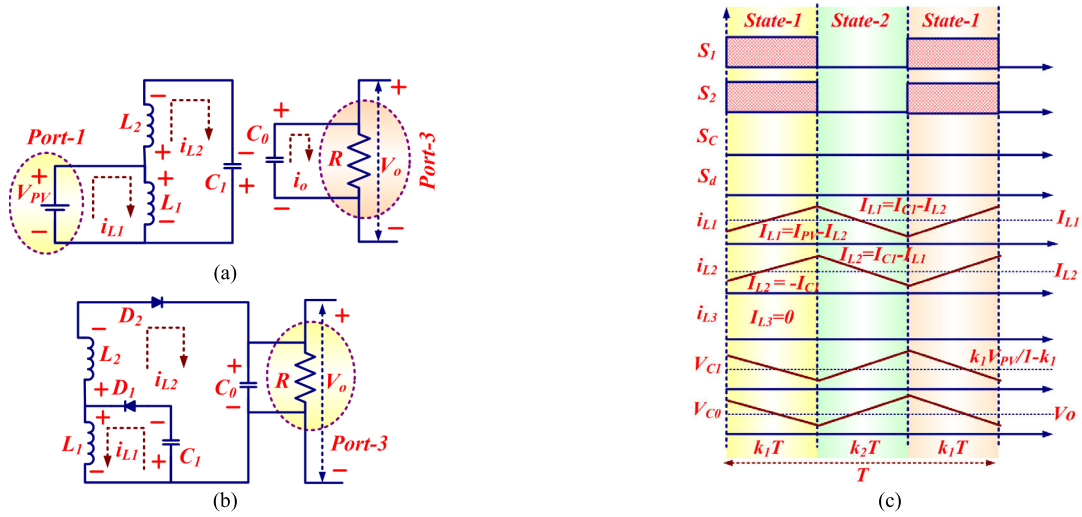 Port-1
V_PV
+
−
L_2
−
+
i_L2
L_1
+
−
i_L1
C_1
−
+
C_0
+
−
i_o
R
+
V_o
−
Port-3
(a)
D_2
−
L_2
+
i_L2
D_1
+
L_1
−
i_L1
−
C_1
+
+
C_0
−
R
+
V_o
−
Port-3
(b)
State-1 State-2 State-1
S_1
S_2
S_C
S_d
i_L1 I_L1=I_C1-I_L2 I_L1
I_L1=I_PV-I_L2
i_L2 I_L2=I_C1-I_L1 I_L2
I_L2= -I_C1
i_L3 I_L3=0
V_C1 k_1V_PV/1-k_1
V_C0 Vo
k_1T k_2T k_1T
T
(c)